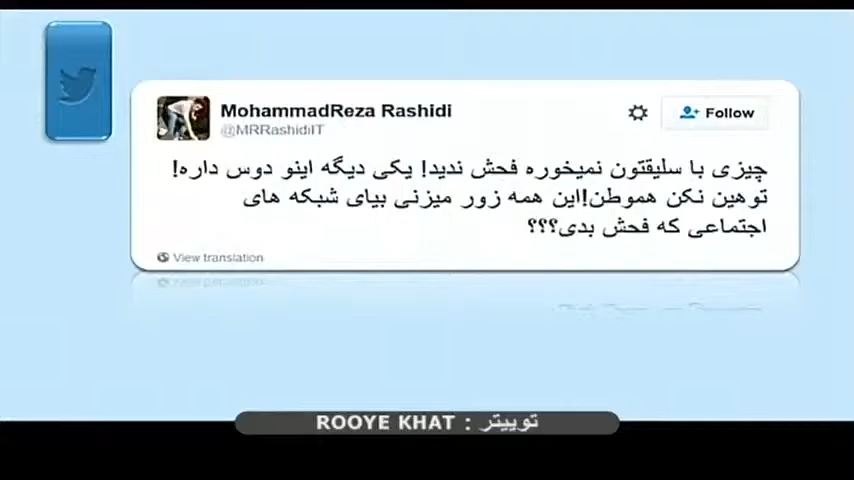 MohammadReza Rashidi
@MRRashidiIT
Follow
چیزی با سلیقتون نمیخوره فحش ندید! یکی دیگه اینو دوس داره!
توهین نکن هموطن!این همه زور میزنی بیای شبکه های
اجتماعی که فحش بدی؟؟؟
View translation
ROOYE KHAT : توییتر